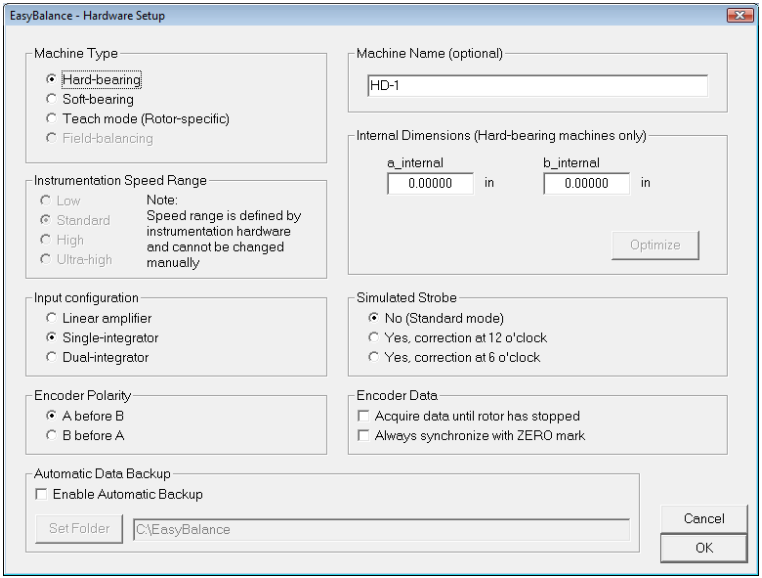 EasyBalance - Hardware Setup
Machine Type
Hard-bearing
Soft-bearing
Teach mode (Rotor-specific)
Field-balancing
Machine Name (optional)
HD-1
Internal Dimensions (Hard-bearing machines only)
a_internal b_internal
0.00000 in 0.00000 in
Optimize
Instrumentation Speed Range
Low
Standard
High
Ultra-high
Note:
Speed range is defined by
instrumentation hardware
and cannot be changed
manually
Input configuration
Linear amplifier
Single-integrator
Dual-integrator
Simulated Strobe
No (Standard mode)
Yes, correction at 12 o'clock
Yes, correction at 6 o'clock
Encoder Polarity
A before B
B before A
Encoder Data
Acquire data until rotor has stopped
Always synchronize with ZERO mark
Automatic Data Backup
Enable Automatic Backup
Set Folder C:\EasyBalance
Cancel
OK